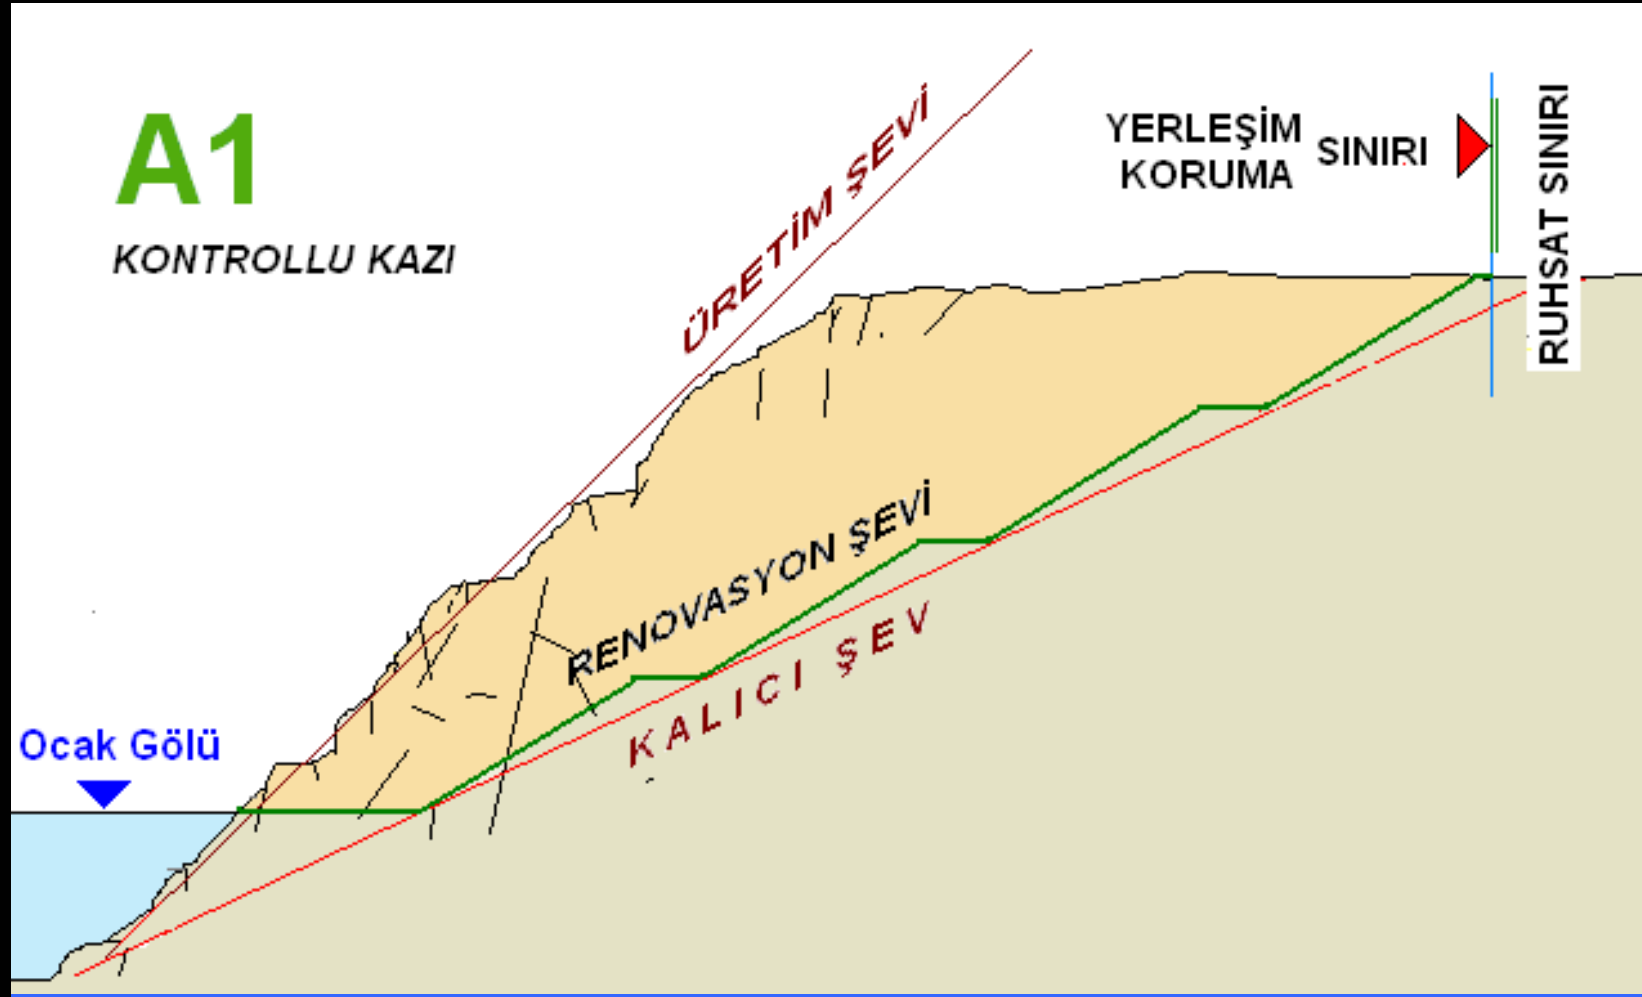 A1
KONTROLLU KAZI
ÜRETİM ŞEVİ
YERLEŞİM
KORUMA
SINIRI
RUHSAT SINIRI
RENOVASYON ŞEVİ
KALICI ŞEV
Ocak Gölü